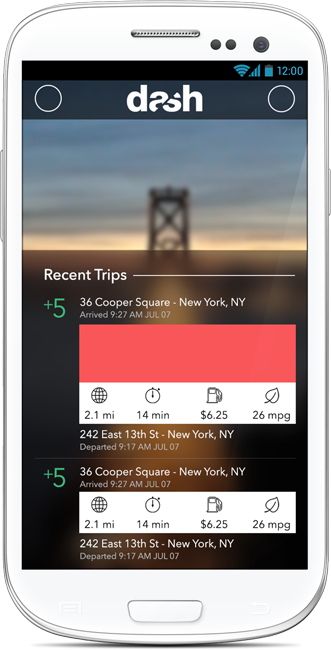 12:00
dash
Recent Trips
+5
36 Cooper Square - New York, NY
Arrived 9:27 AM JUL 07
2.1 mi 14 min $6.25 26 mpg
242 East 13th St - New York, NY
Departed 9:17 AM JUL 07
+5
36 Cooper Square - New York, NY
Arrived 9:27 AM JUL 07
2.1 mi 14 min $6.25 26 mpg
242 East 13th St - New York, NY
Departed 9:17 AM JUL 07